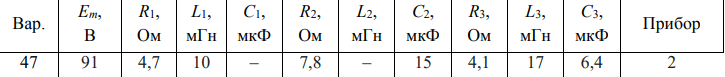 Вар. Em, В R1, Ом L1, мГн C1, мкФ R2, Ом L2, мГн C2, мкФ R3, Ом L3, мГн C3, мкФ Прибор
47 91 4,7 10 – 7,8 – 15 4,1 17 6,4 2